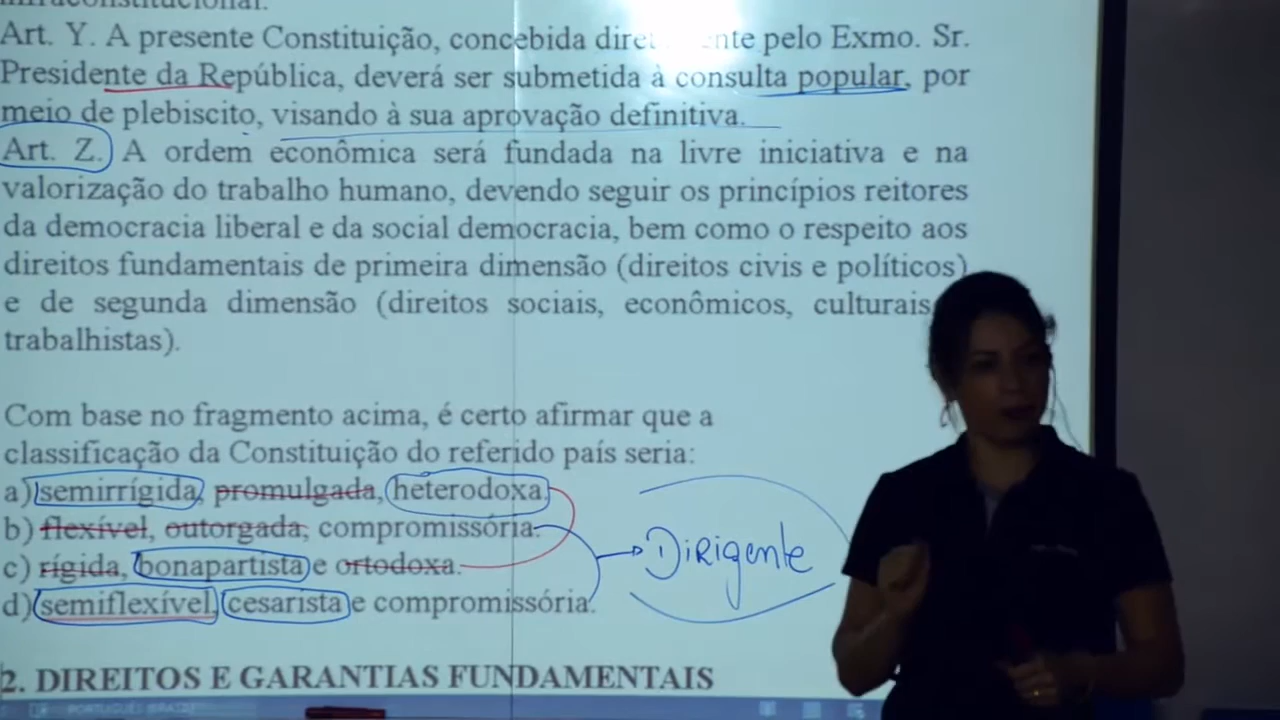 infraconstitucional.
Art. Y. A presente Constituição, concebida pelo Exmo. Sr.
Presidente da República, deverá ser submetida à consulta popular, por
meio de plebiscito, visando à sua aprovação definitiva.
Art. Z. A ordem econômica será fundada na livre iniciativa e na
valorização do trabalho humano, devendo seguir os princípios reitores
da democracia liberal e da social democracia, bem como o respeito aos
direitos fundamentais de primeira dimensão (direitos civis e políticos)
e de segunda dimensão (direitos sociais, econômicos, culturais
trabalhistas).
Com base no fragmento acima, é certo afirmar que a
classificação da Constituição do referido país seria:
a) semirrígida, promulgada, heterodoxa.
b) flexível, outorgada, compromissória.
c) rígida, bonapartista e ortodoxa.
d) semiflexível, cesarista e compromissória.
Dirigente
2. DIREITOS E GARANTIAS FUNDAMENTAIS